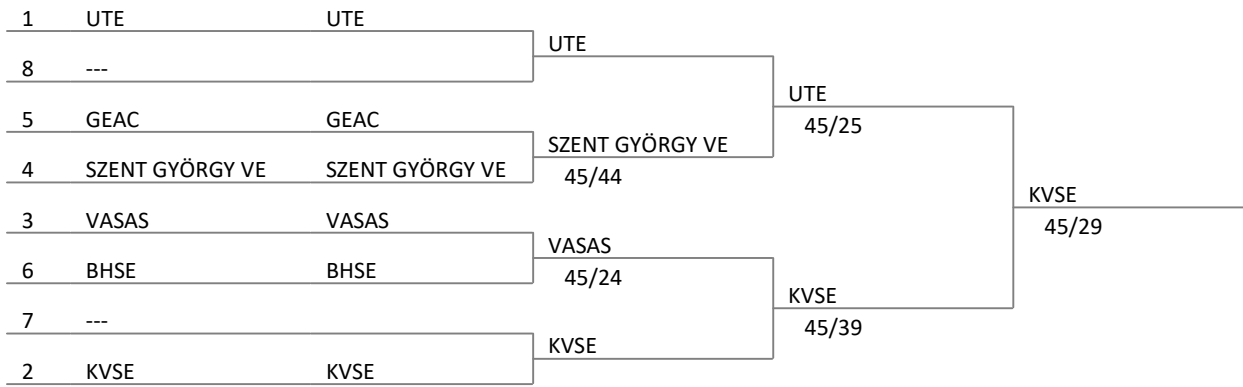 1 UTE UTE
UTE
8 ---
UTE
45/25
5 GEAC GEAC
SZENT GYÖRGY VE
45/44
4 SZENT GYÖRGY VE SZENT GYÖRGY VE
KVSE
45/29
3 VASAS VASAS
VASAS
45/24
6 BHSE BHSE
KVSE
45/39
7 ---
KVSE
2 KVSE KVSE